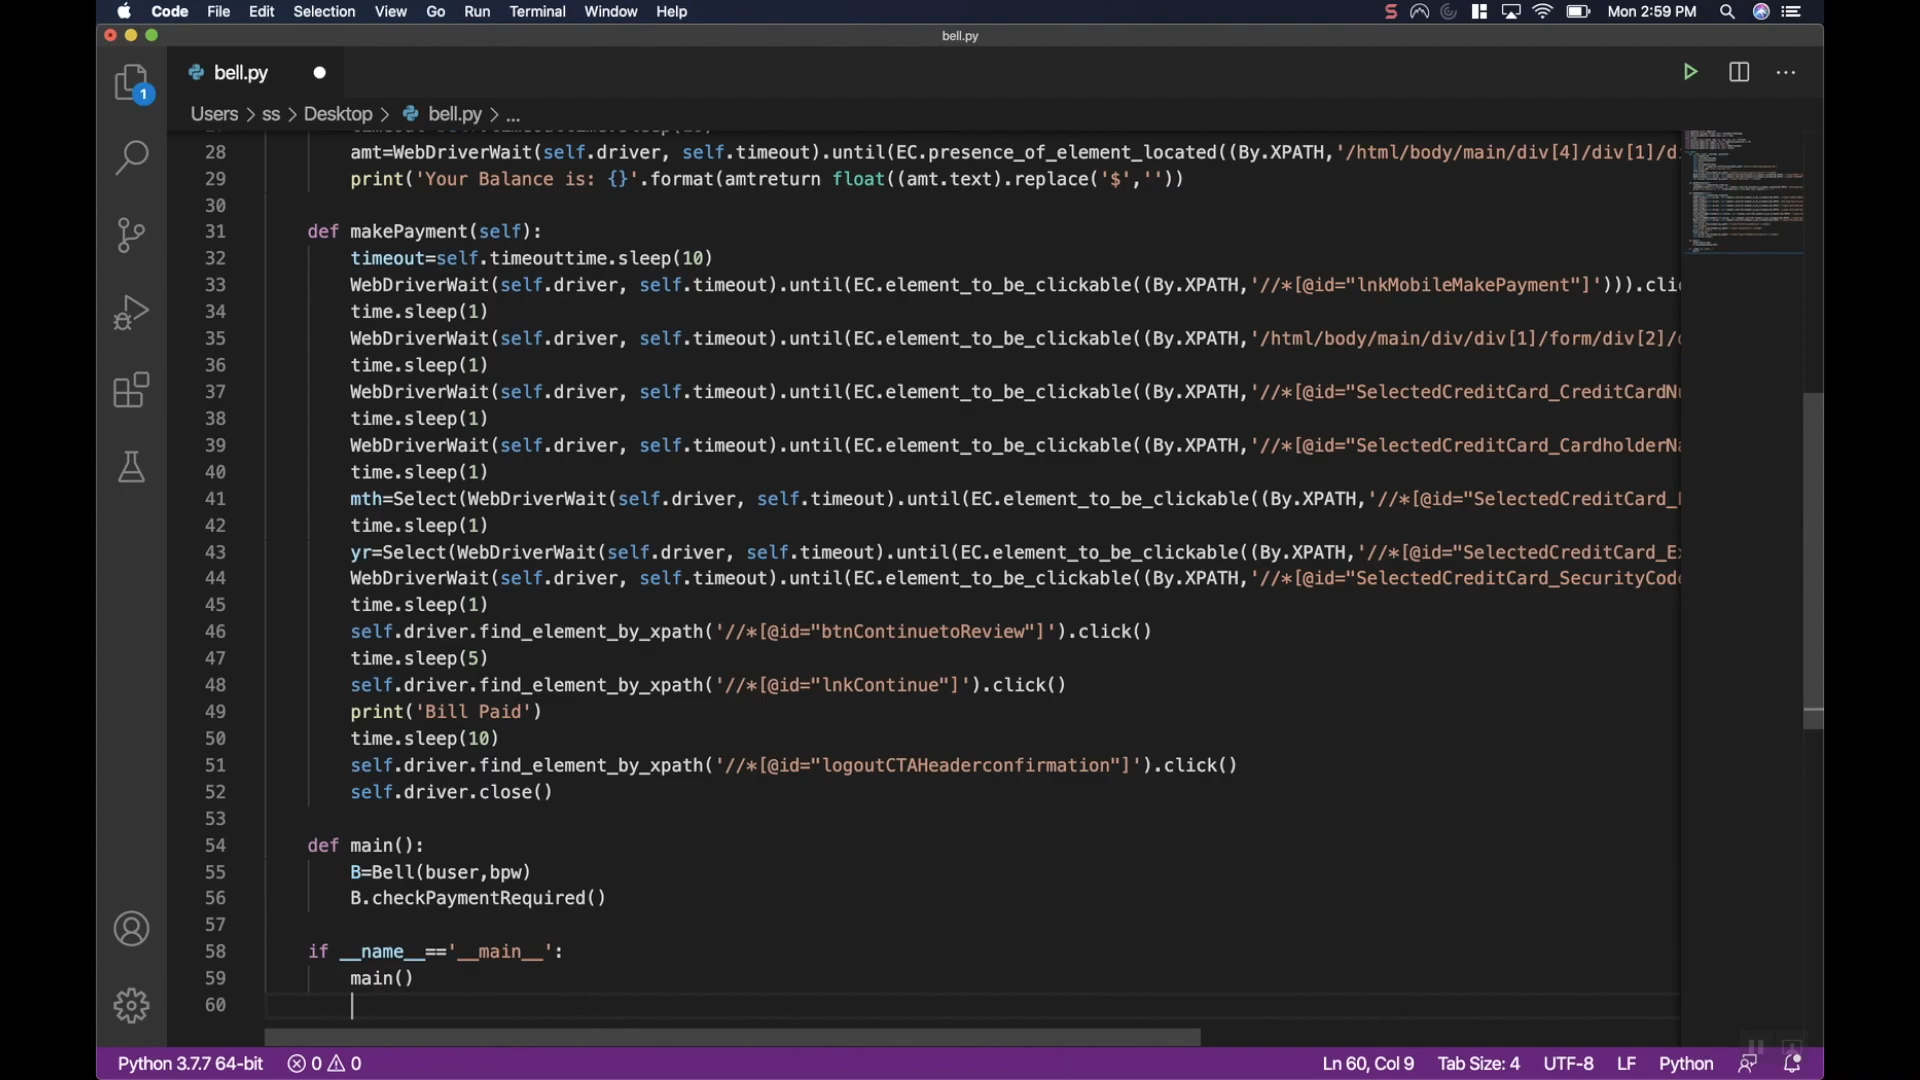 Code File Edit Selection View Go Run Terminal Window Help Mon 2:59 PM
bell.py
bell.py
1
Users > ss > Desktop > bell.py > ...
28 amt=WebDriverWait(self.driver, self.timeout).until(EC.presence_of_element_located((By.XPATH,'/html/body/main/div[4]/div[1]/d
29 print('Your Balance is: {}'.format(amtreturn float((amt.text).replace('$',''))
30
31 def makePayment(self):
32 timeout=self.timeouttime.sleep(10)
33 WebDriverWait(self.driver, self.timeout).until(EC.element_to_be_clickable((By.XPATH,'//*[@id="lnkMobileMakePayment"]'))).cli
34 time.sleep(1)
35 WebDriverWait(self.driver, self.timeout).until(EC.element_to_be_clickable((By.XPATH,'/html/body/main/div/div[1]/form/div[2]/
36 time.sleep(1)
37 WebDriverWait(self.driver, self.timeout).until(EC.element_to_be_clickable((By.XPATH,'//*[@id="SelectedCreditCard_CreditCardN
38 time.sleep(1)
39 WebDriverWait(self.driver, self.timeout).until(EC.element_to_be_clickable((By.XPATH,'//*[@id="SelectedCreditCard_CardholderNa
40 time.sleep(1)
41 mth=Select(WebDriverWait(self.driver, self.timeout).until(EC.element_to_be_clickable((By.XPATH,'//*[@id="SelectedCreditCard_
42 time.sleep(1)
43 yr=Select(WebDriverWait(self.driver, self.timeout).until(EC.element_to_be_clickable((By.XPATH,'//*[@id="SelectedCreditCard_E
44 WebDriverWait(self.driver, self.timeout).until(EC.element_to_be_clickable((By.XPATH,'//*[@id="SelectedCreditCard_SecurityCod
45 time.sleep(1)
46 self.driver.find_element_by_xpath('//*[@id="btnContinuetoReview"]').click()
47 time.sleep(5)
48 self.driver.find_element_by_xpath('//*[@id="lnkContinue"]').click()
49 print('Bill Paid')
50 time.sleep(10)
51 self.driver.find_element_by_xpath('//*[@id="logoutCTAHeaderconfirmation"]').click()
52 self.driver.close()
53
54 def main():
55 B=Bell(buser,bpw)
56 B.checkPaymentRequired()
57
58 if __name__=='__main__':
59 main()
60
Python 3.7.7 64-bit 0 0 Ln 60, Col 9 Tab Size: 4 UTF-8 LF Python